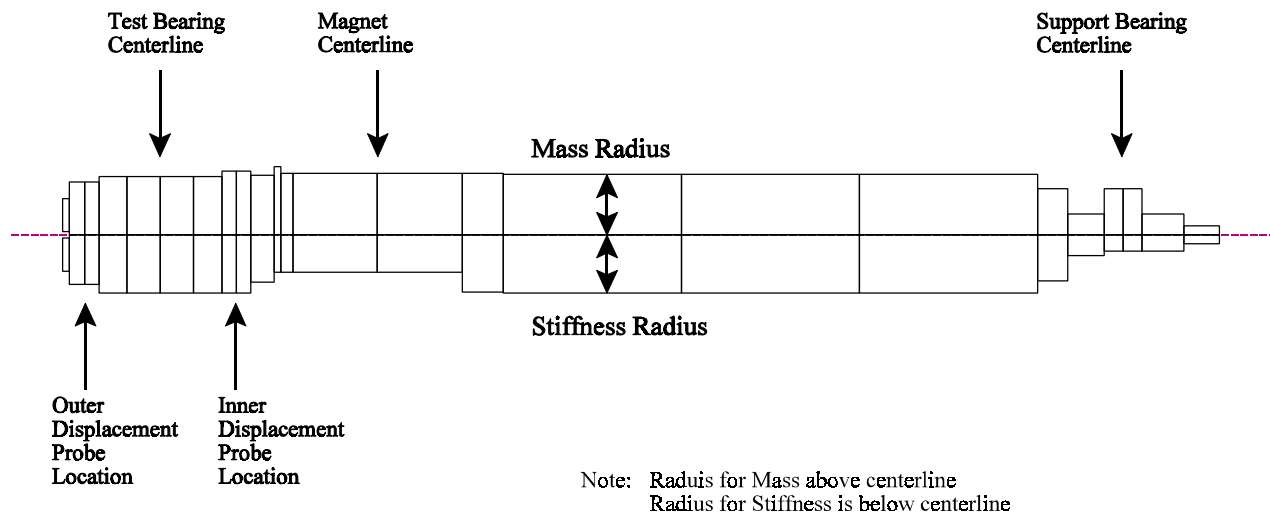 Test Bearing
Centerline
Magnet
Centerline
Support Bearing
Centerline
Mass Radius
Stiffness Radius
Outer
Displacement
Probe
Location
Inner
Displacement
Probe
Location
Note: Raduis for Mass above centerline
Radius for Stiffness is below centerline